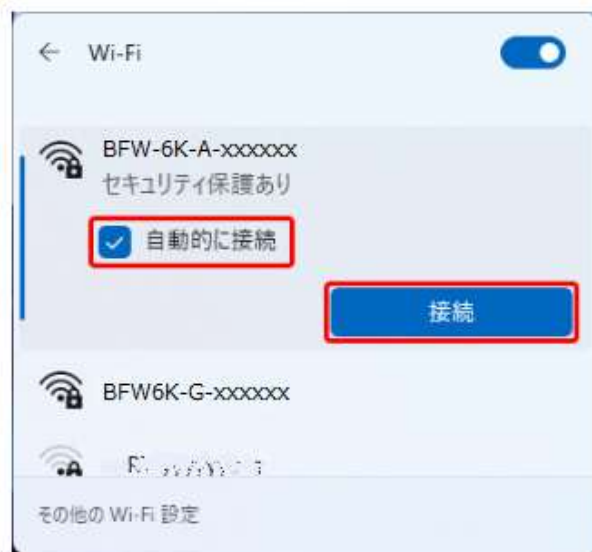 ← Wi-Fi
BFW-6K-A-xxxxxx
セキュリティ保護あり
自動的に接続
接続
BFW6K-G-xxxxxx
その他の Wi-Fi 設定